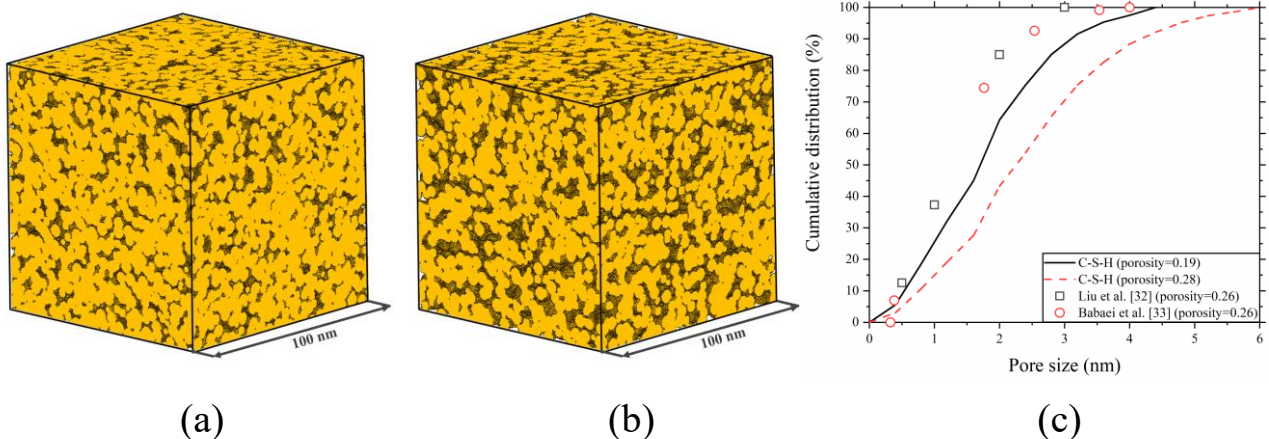 100 nm
(a)
100 nm
(b)
Cumulative distribution (%)
100
90
80
70
60
50
40
30
20
10
0
0 1 2 3 4 5 6
Pore size (nm)
C-S-H (porosity=0.19)
C-S-H (porosity=0.28)
Liu et al. [32] (porosity=0.26)
Babaei et al. [33] (porosity=0.26)
(c)